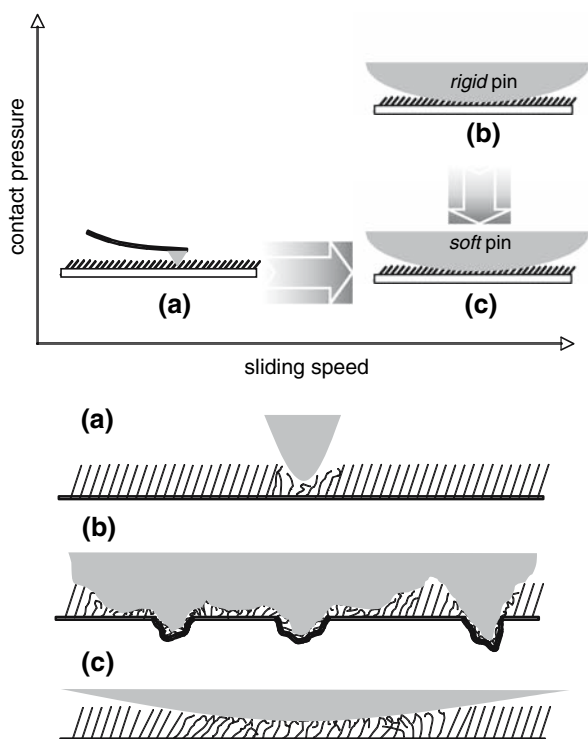 contact pressure
rigid pin
(b)
soft pin
(a)
(c)
sliding speed
(a)
(b)
(c)